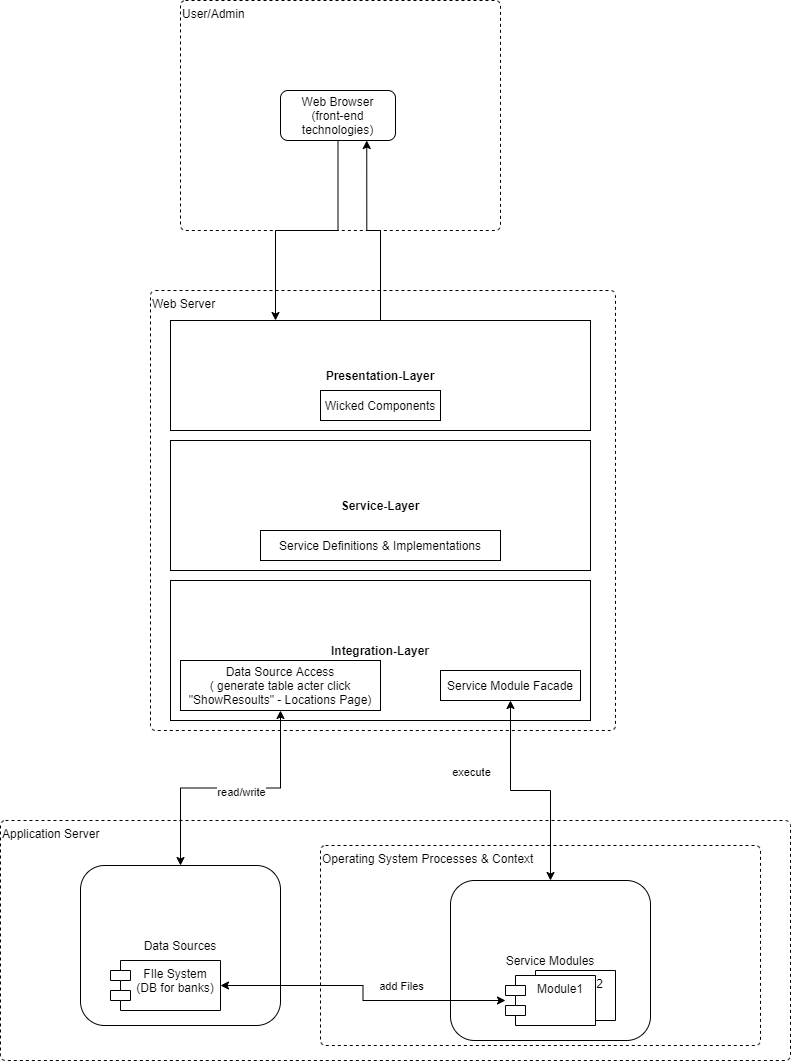 User/Admin
Web Browser
(front-end
technologies)
Web Server
Presentation-Layer
Wicked Components
Service-Layer
Service Definitions & Implementations
Integration-Layer
Data Source Access
( generate table acter click
"ShowResoults" - Locations Page)
Service Module Facade
execute
read/write
Application Server
Operating System Processes & Context
Data Sources
FIle System
(DB for banks)
add Files
Service Modules
Module1
2